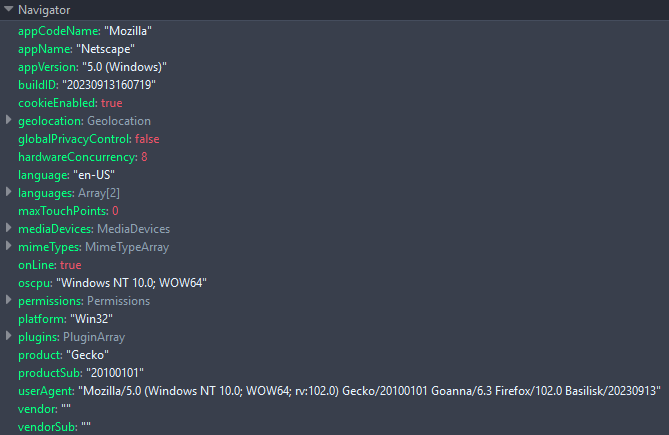 Navigator
appCodeName: "Mozilla"
appName: "Netscape"
appVersion: "5.0 (Windows)"
buildID: "20230913160719"
cookieEnabled: true
geolocation: Geolocation
globalPrivacyControl: false
hardwareConcurrency: 8
language: "en-US"
languages: Array[2]
maxTouchPoints: 0
mediaDevices: MediaDevices
mimeTypes: MimeTypeArray
onLine: true
oscpu: "Windows NT 10.0; WOW64"
permissions: Permissions
platform: "Win32"
plugins: PluginArray
product: "Gecko"
productSub: "20100101"
userAgent: "Mozilla/5.0 (Windows NT 10.0; WOW64; rv:102.0) Gecko/20100101 Goanna/6.3 Firefox/102.0 Basilisk/20230913"
vendor: ""
vendorSub: ""